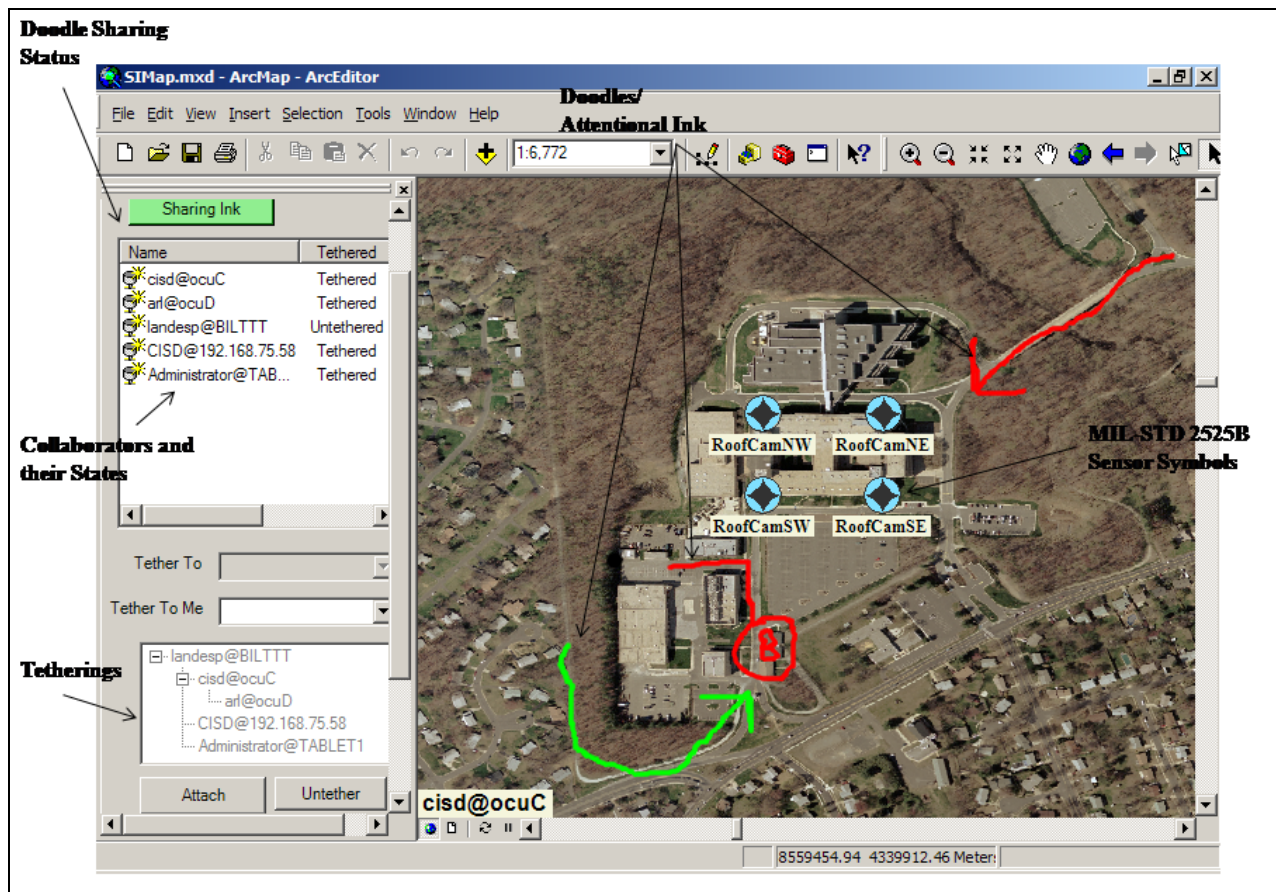 Doodle Sharing
Status
SIMap.mxd - ArcMap - ArcEditor
File Edit View Insert Selection Tools Window Help
Doodles/
Attentional Ink
1:6,772
Sharing Ink
Name Tethered
cisd@ocuC Tethered
arl@ocuD Tethered
landesp@BILTTT Untethered
CISD@192.168.75.58 Tethered
Administrator@TAB... Tethered
Collaborators and
their States
RoofCamNW RoofCamNE
MIL-STD 2525B
Sensor Symbols
RoofCamSW RoofCamSE
Tether To
Tether To Me
Tetherings
landesp@BILTTT
cisd@ocuC
arl@ocuD
CISD@192.168.75.58
Administrator@TABLET1
Attach Untether
cisd@ocuC
8559454.94 4339912.46 Meters